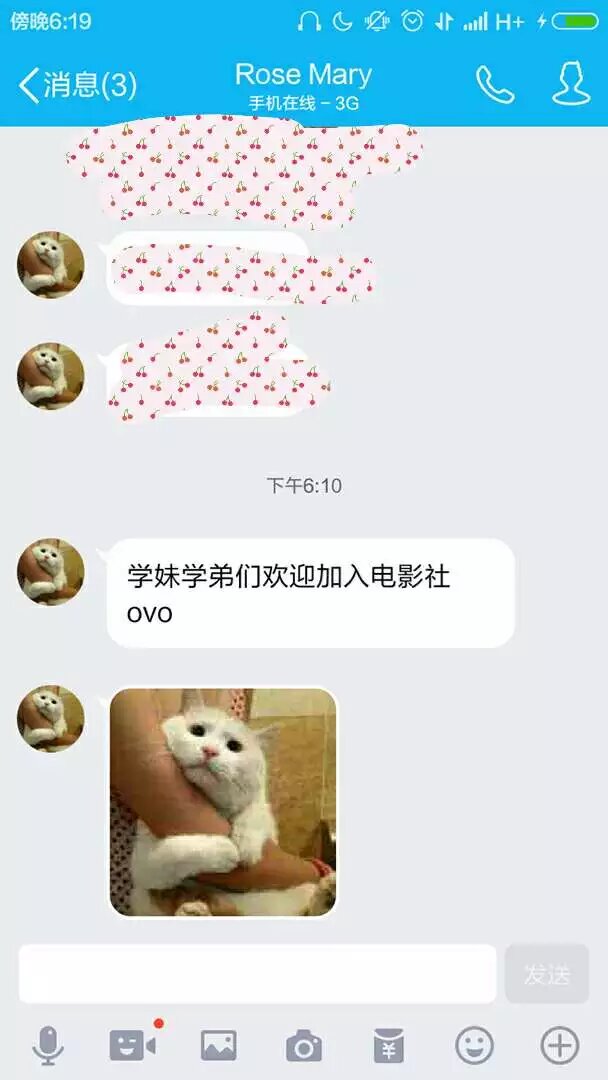 傍晚6:19
H+
消息(3)
Rose Mary
手机在线 – 3G
下午6:10
学妹学弟们欢迎加入电影社
ovo
发送